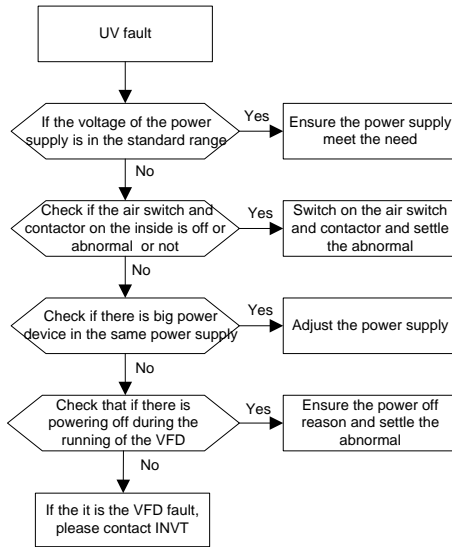 UV fault
If the voltage of the power
supply is in the standard range
Yes
Ensure the power supply
meet the need
No
Check if the air switch and
contactor on the inside is off or
abnormal or not
Yes
Switch on the air switch
and contactor and settle
the abnormal
No
Check if there is big power
device in the same power supply
Yes
Adjust the power supply
No
Check that if there is
powering off during the
running of the VFD
Yes
Ensure the power off
reason and settle the
abnormal
No
If the it is the VFD fault,
please contact INVT